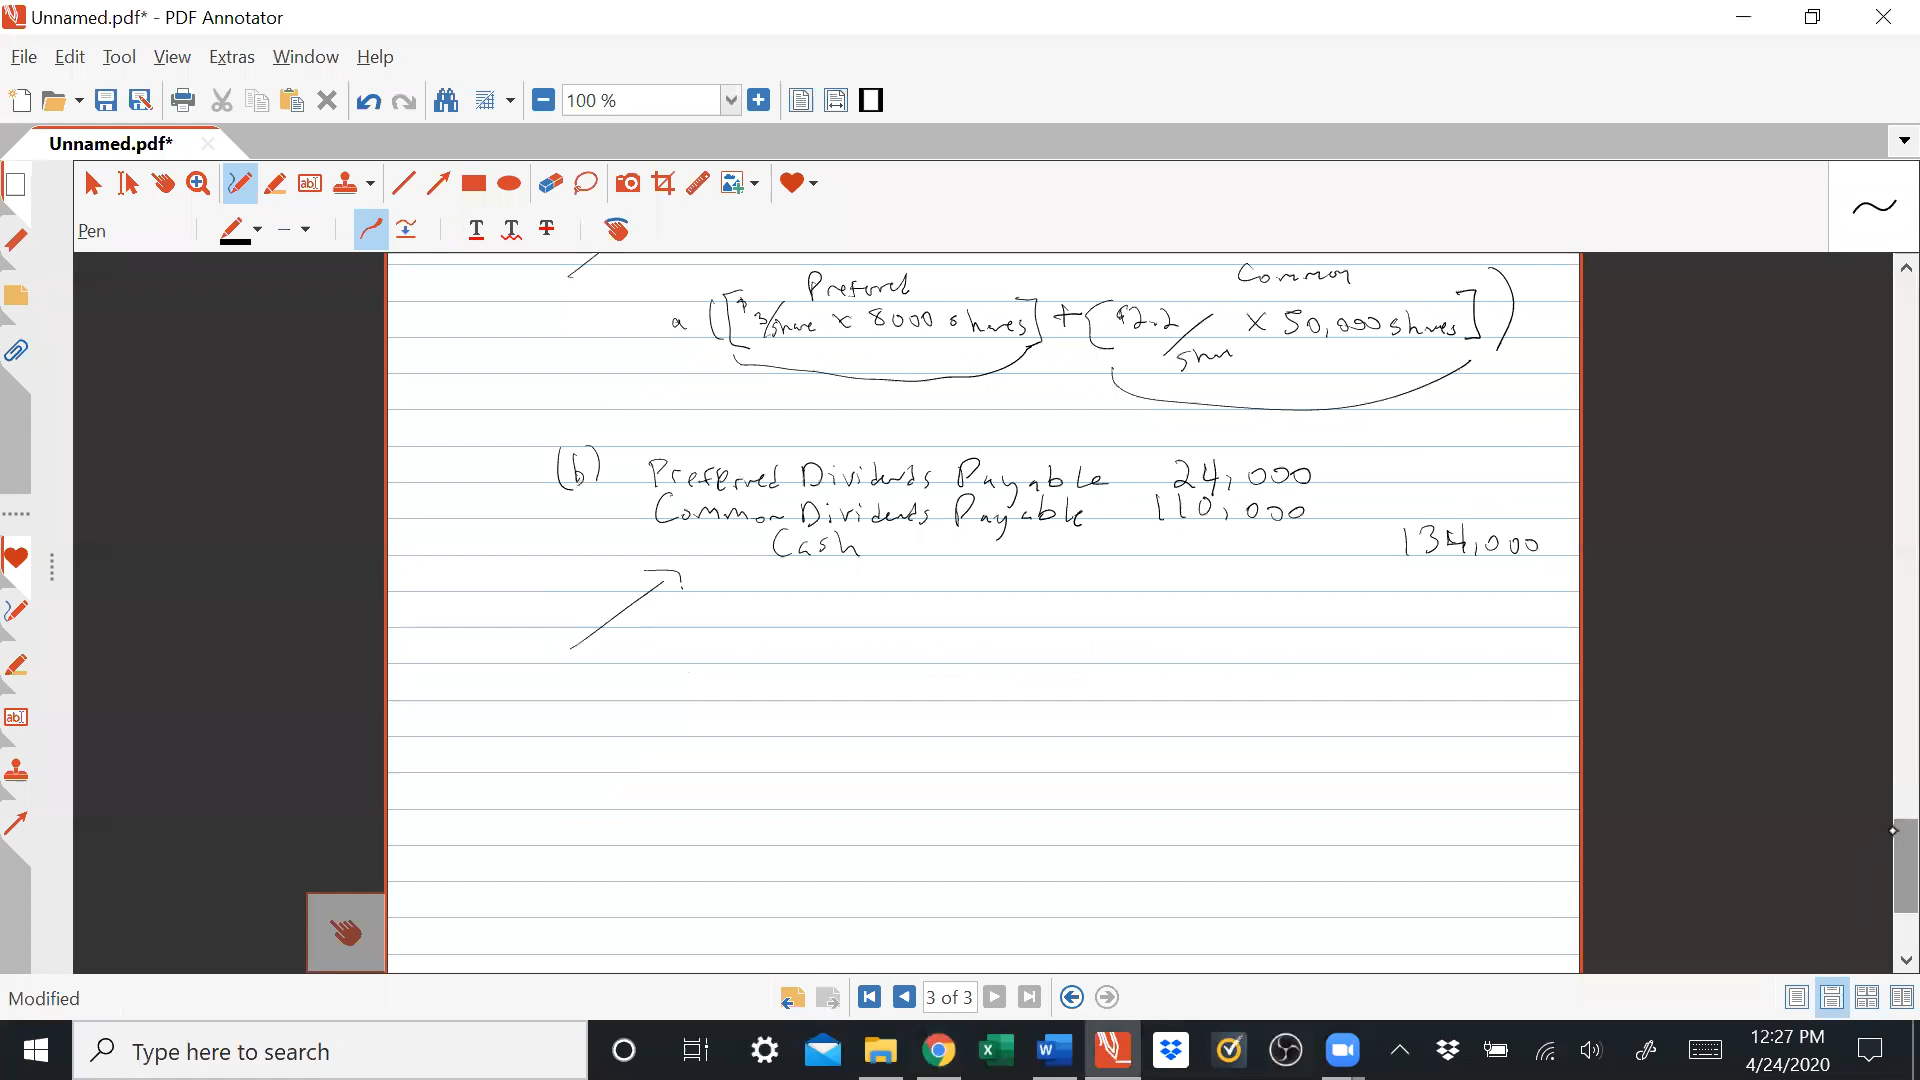 Unnamed.pdf* - PDF Annotator
File Edit Tool View Extras Window Help
100 %
Unnamed.pdf*
Pen
Preferred Common
a ([$3/share x 8000 shares] + [$2.2/share x 50,000 shares])
(b) Preferred Dividends Payable 24,000
Common Dividends Payable 110,000
Cash 134,000
Modified
3 of 3
Type here to search
12:27 PM
4/24/2020